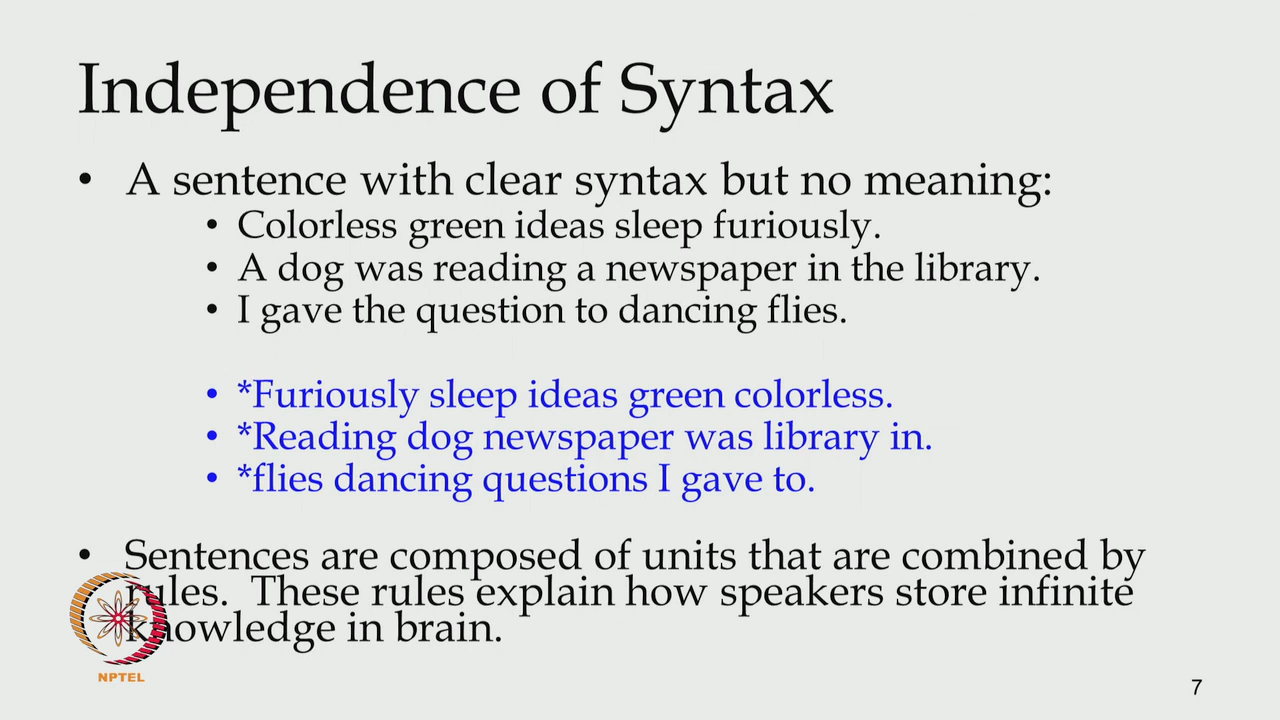 Independence of Syntax
• A sentence with clear syntax but no meaning:
• Colorless green ideas sleep furiously.
• A dog was reading a newspaper in the library.
• I gave the question to dancing flies.
• *Furiously sleep ideas green colorless.
• *Reading dog newspaper was library in.
• *flies dancing questions I gave to.
• Sentences are composed of units that are combined by
rules. These rules explain how speakers store infinite
knowledge in brain.
NPTEL
7